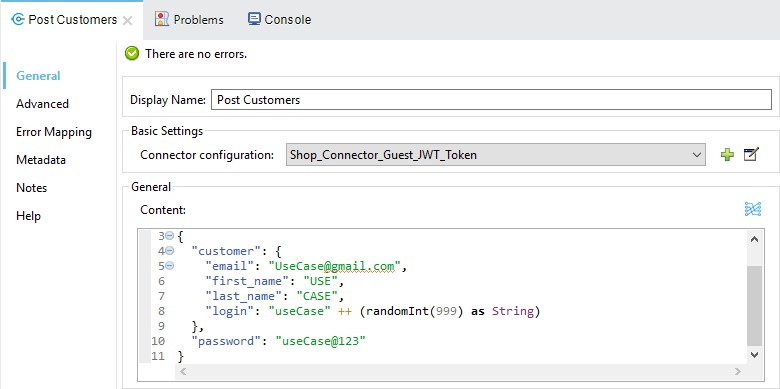 Post Customers
Problems
Console
There are no errors.
General
Advanced
Error Mapping
Metadata
Notes
Help
Display Name: Post Customers
Basic Settings
Connector configuration: Shop_Connector_Guest_JWT_Token
General
Content:
3 {
4 "customer": {
5 "email": "UseCase@gmail.com",
6 "first_name": "USE",
7 "last_name": "CASE",
8 "login": "useCase" ++ (randomInt(999) as String)
9 },
10 "password": "useCase@123"
11 }